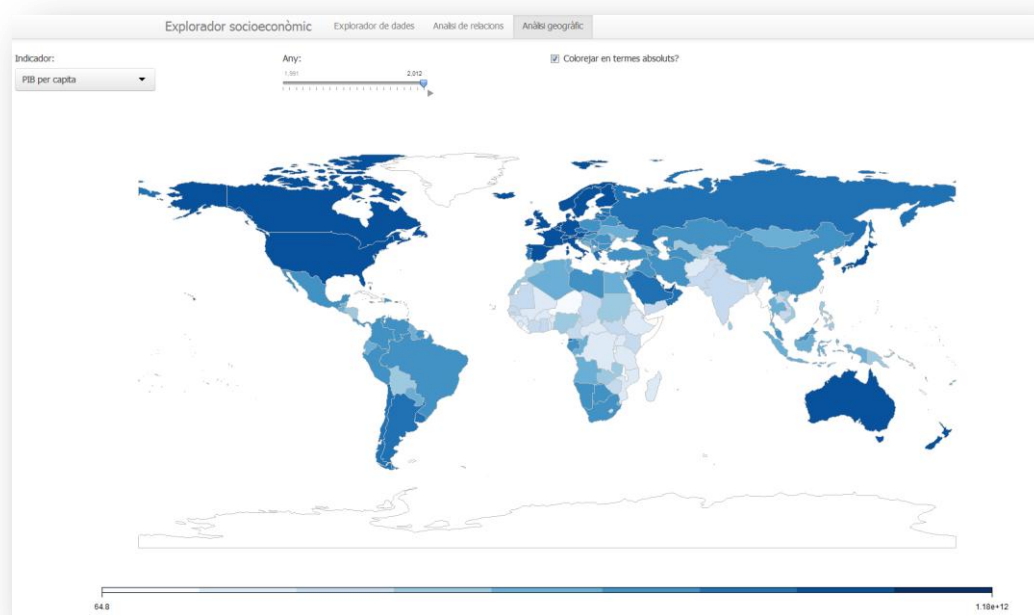 Explorador socioeconòmic Explorador de dades Analisi de relacions Anàlisi geogràfic
Indicador: Any: Colorejar en termes absoluts?
PIB per capita 1,991 2,012
64.8 1.18e+12